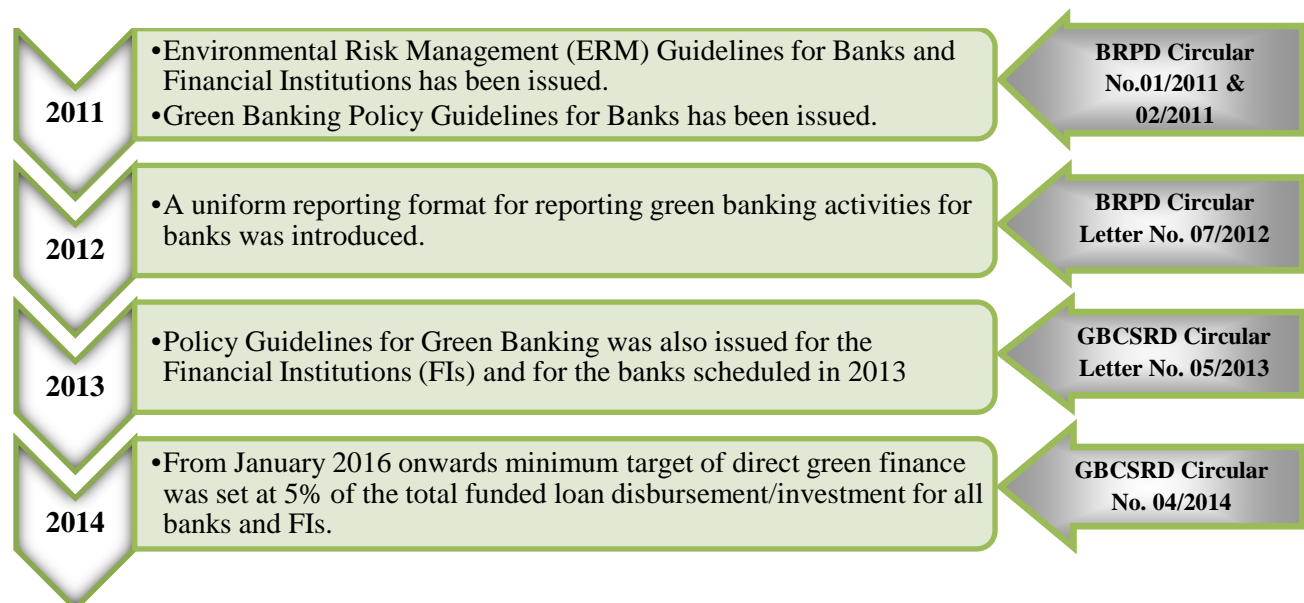 2011
•Environmental Risk Management (ERM) Guidelines for Banks and
Financial Institutions has been issued.
•Green Banking Policy Guidelines for Banks has been issued.
BRPD Circular
No.01/2011 &
02/2011
2012
•A uniform reporting format for reporting green banking activities for
banks was introduced.
BRPD Circular
Letter No. 07/2012
2013
•Policy Guidelines for Green Banking was also issued for the
Financial Institutions (FIs) and for the banks scheduled in 2013
GBCSRD Circular
Letter No. 05/2013
2014
•From January 2016 onwards minimum target of direct green finance
was set at 5% of the total funded loan disbursement/investment for all
banks and FIs.
GBCSRD Circular
No. 04/2014